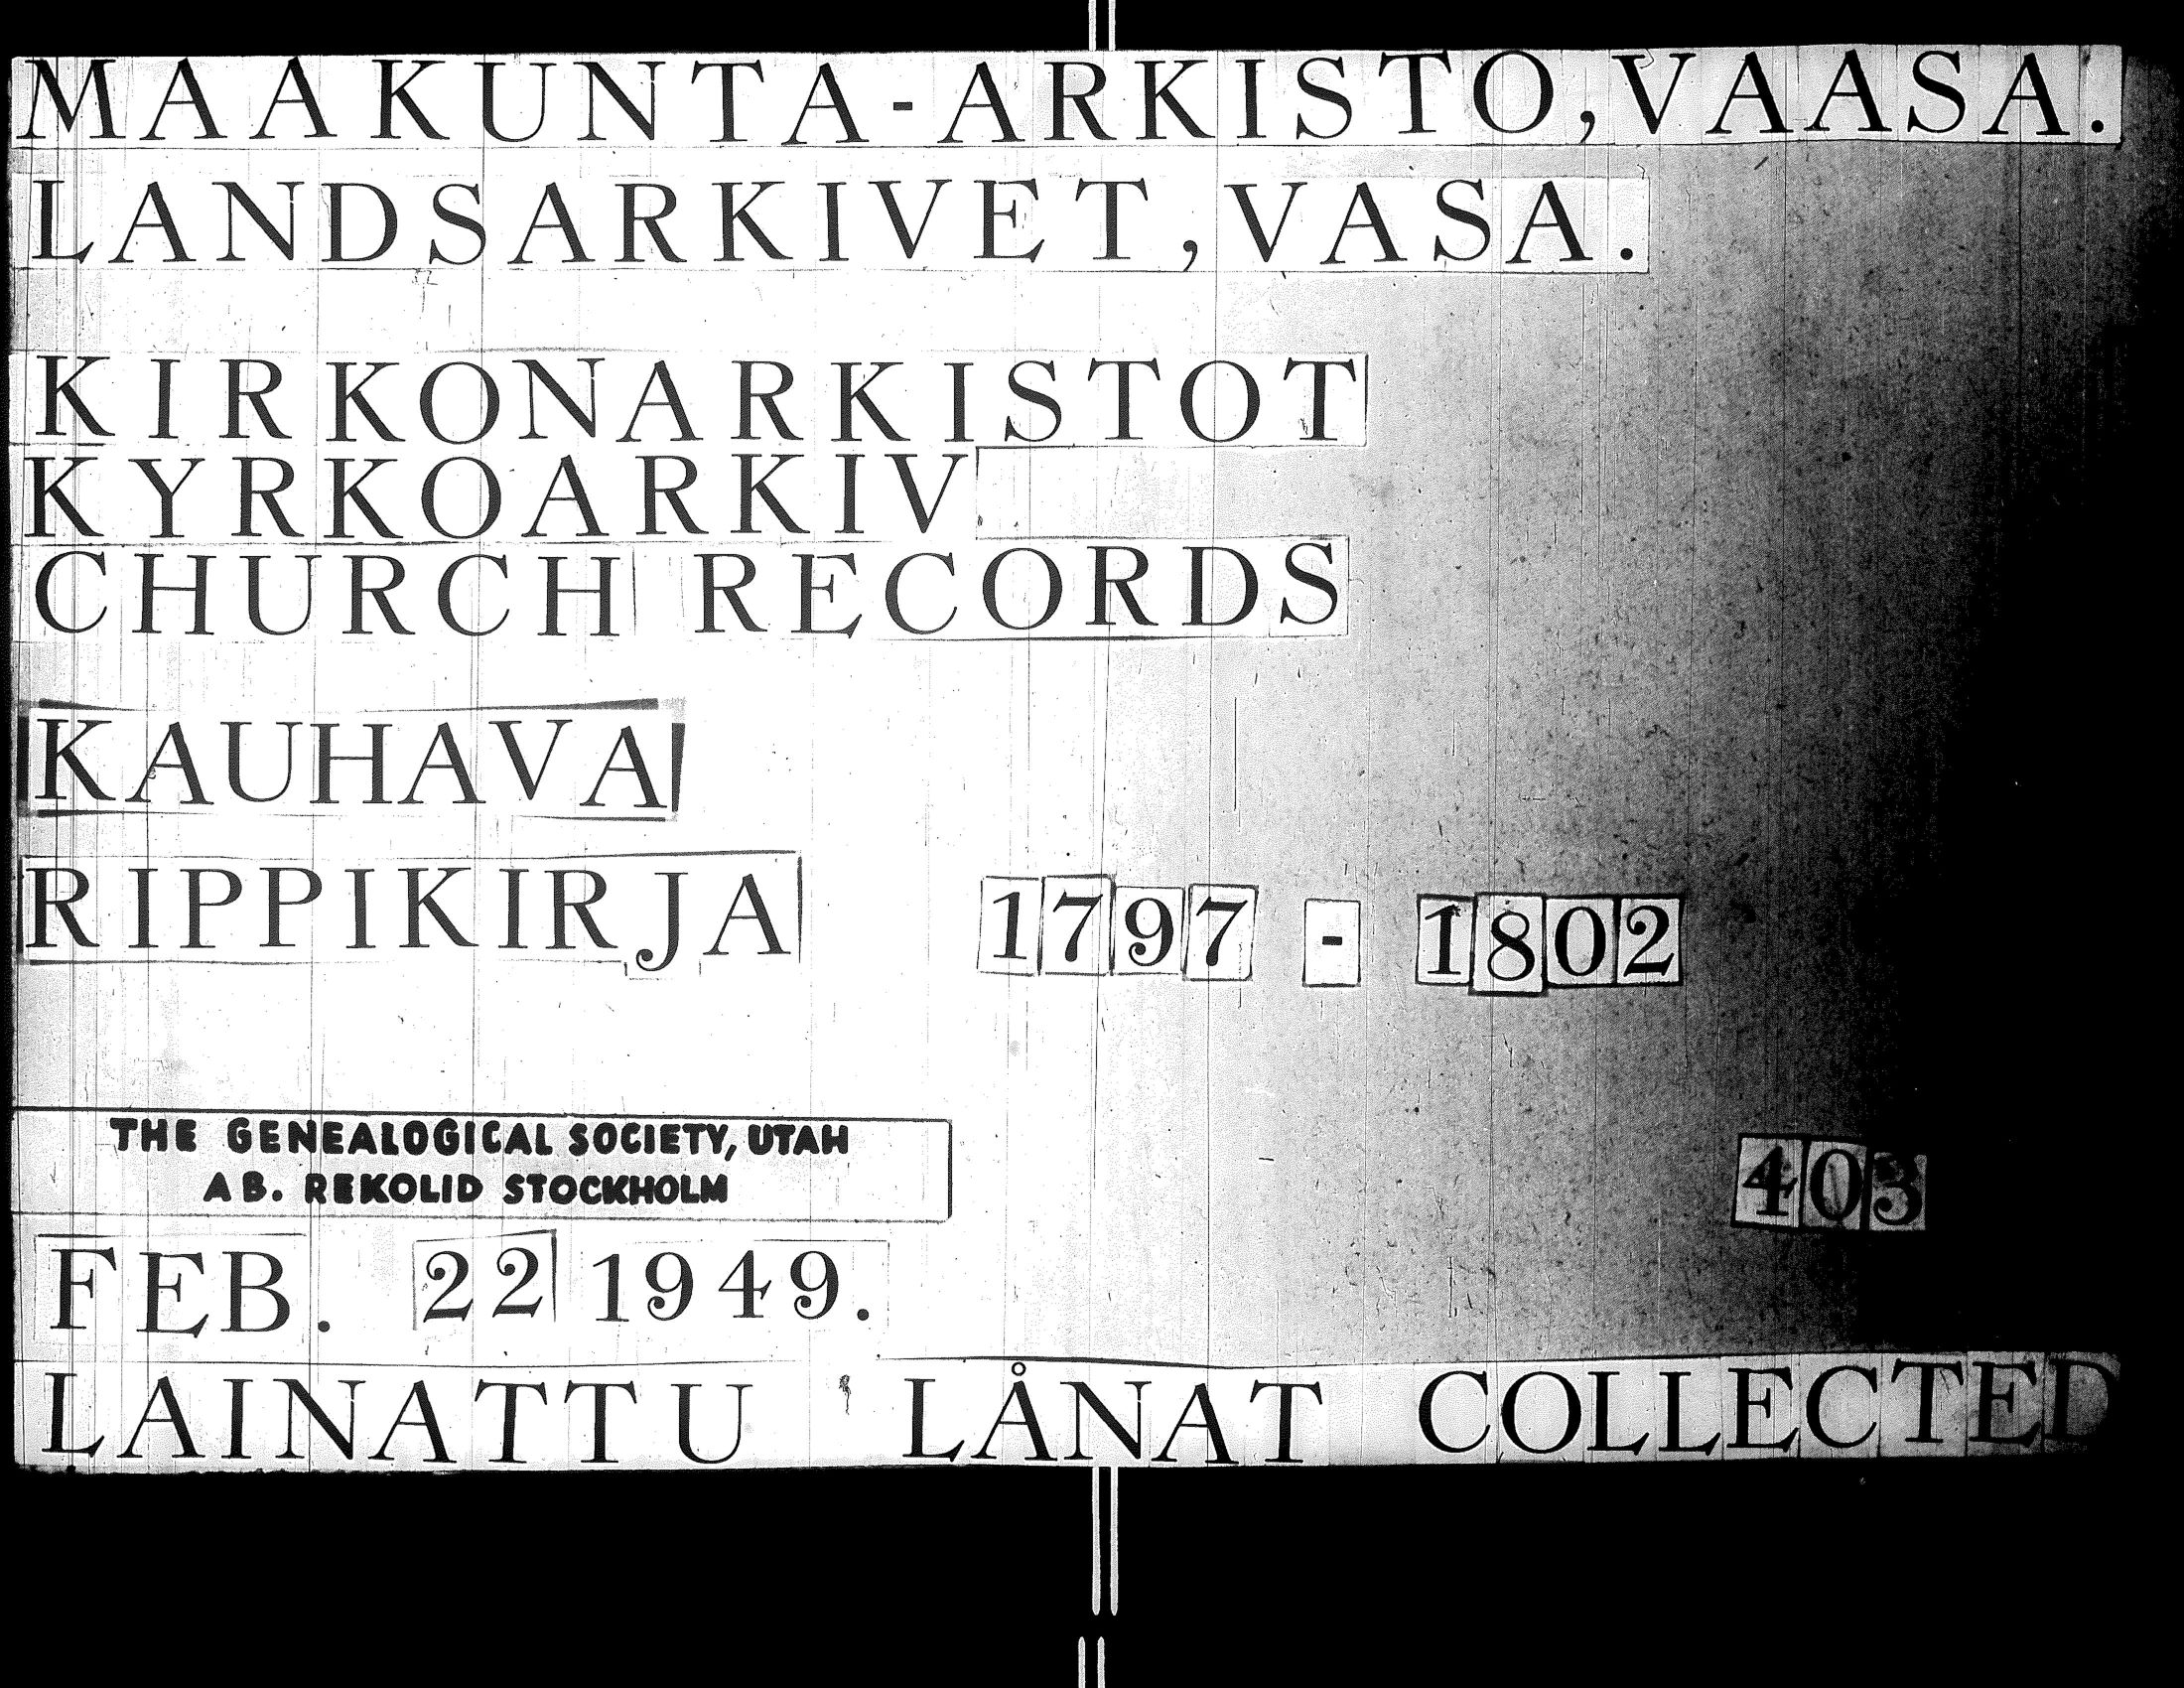 MAAKUNTA-ARKISTO, VAASA.
LANDSARKIVET, VASA.
KIRKONARKISTOT
KYRKOARKIV
CHURCH RECORDS
KAUHAVA
RIPPIKIRJA 1797 - 1802
THE GENEALOGICAL SOCIETY, UTAH
AB. REKOLID STOCKHOLM
403
FEB. 22 1949.
LAINATTU LÅNAT COLLECTED